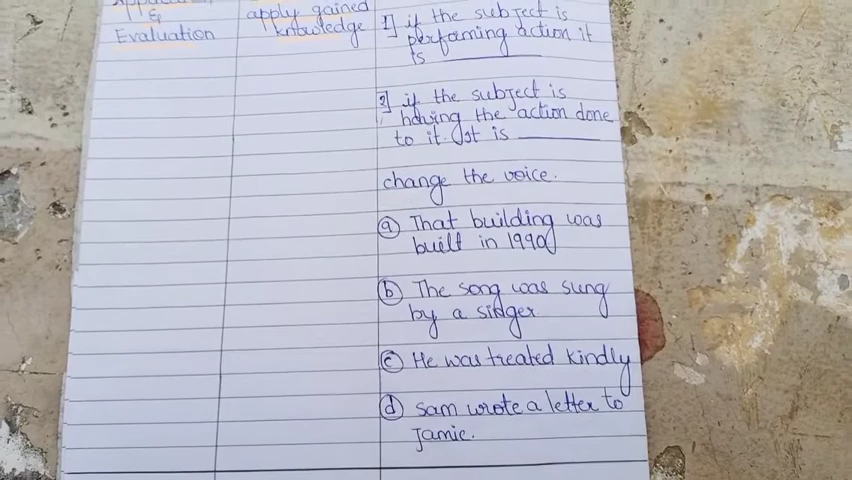 &
Evaluation
apply gained
knowledge
1] if the subject is
performing action it
is ________
2] if the subject is
having the action done
to it. It is ________
change the voice.
(a) That building was
built in 1990
(b) The song was sung
by a singer
(c) He was treated kindly
(d) Sam wrote a letter to
Jamie.